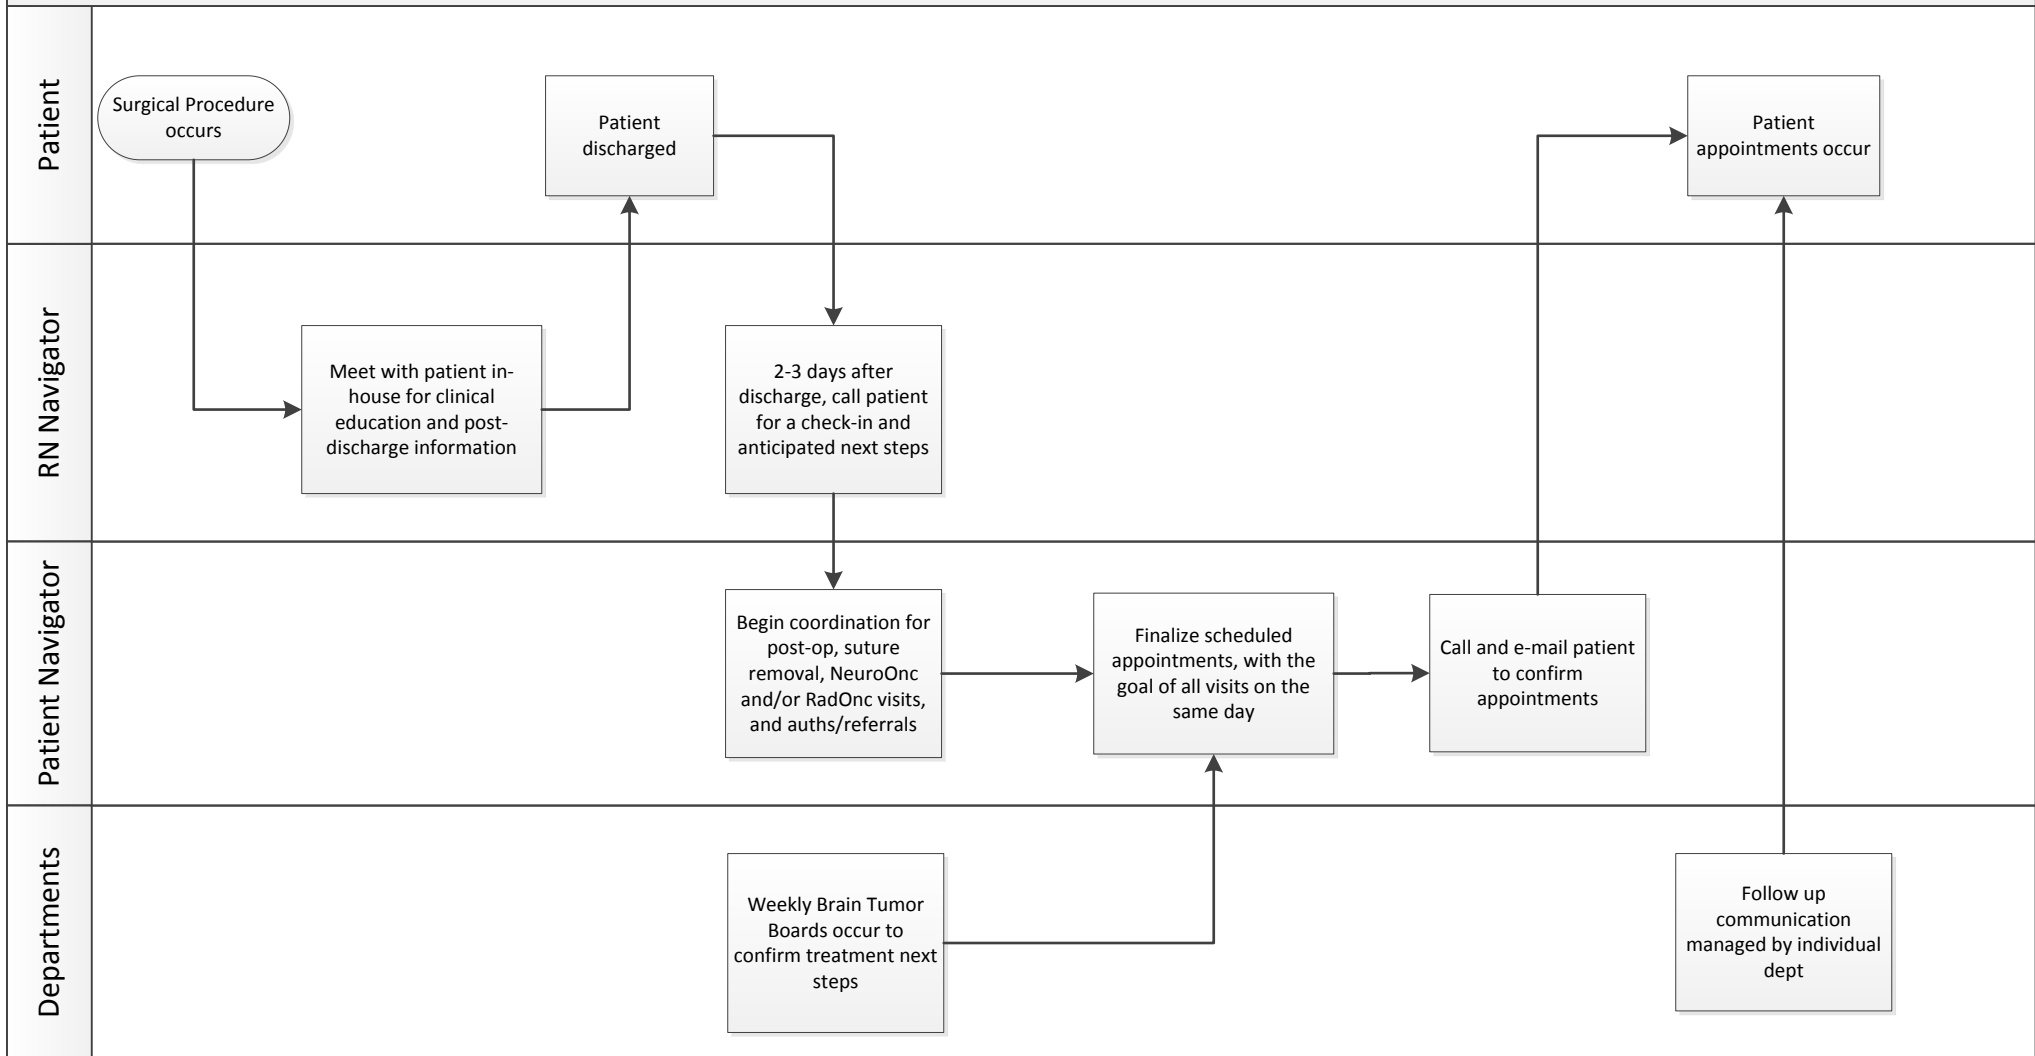 Patient
Surgical Procedure
occurs
Patient
discharged
Patient
appointments occur
RN Navigator
Meet with patient in-
house for clinical
education and post-
discharge information
2-3 days after
discharge, call patient
for a check-in and
anticipated next steps
Patient Navigator
Begin coordination for
post-op, suture
removal, NeuroOnc
and/or RadOnc visits,
and auths/referrals
Finalize scheduled
appointments, with the
goal of all visits on the
same day
Call and e-mail patient
to confirm
appointments
Departments
Weekly Brain Tumor
Boards occur to
confirm treatment next
steps
Follow up
communication
managed by individual
dept